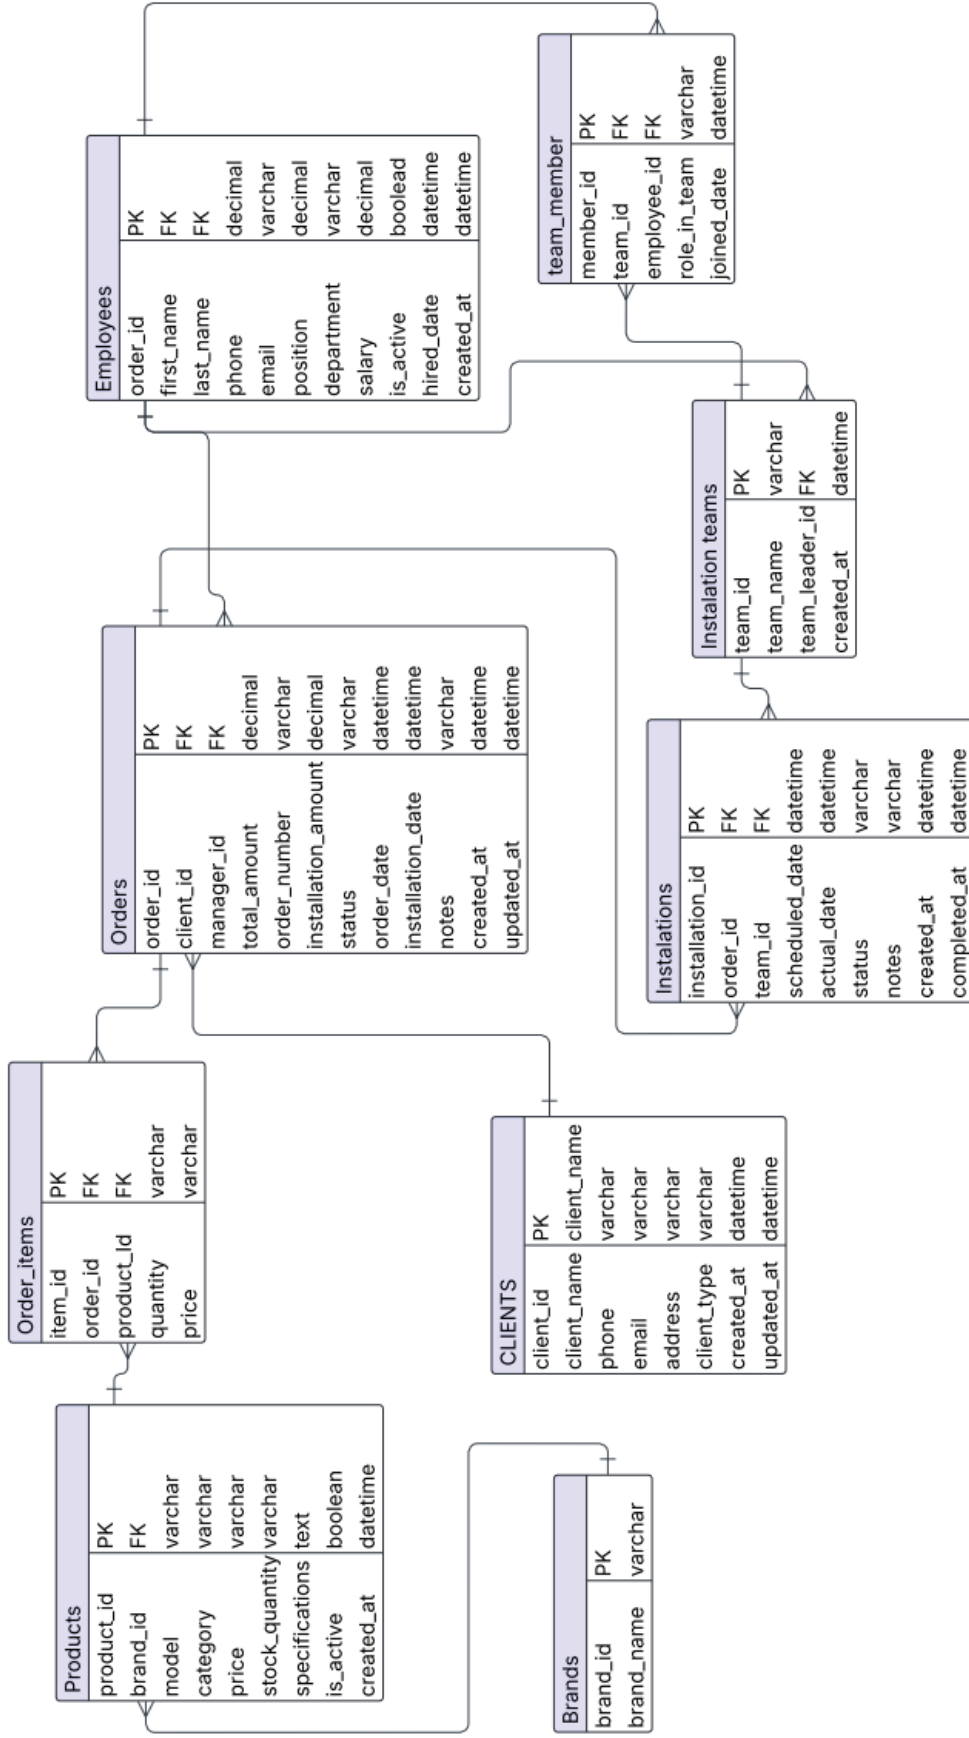 Products
product_id PK
brand_id FK
model varchar
category varchar
price varchar
stock_quantity varchar
specifications text
is_active boolean
created_at datetime
Order_items
item_id PK
order_id FK
product_Id FK
quantity varchar
price varchar
Orders
order_id PK
client_id FK
manager_id FK
total_amount decimal
order_number varchar
installation_amount decimal
status varchar
order_date datetime
installation_date datetime
notes varchar
created_at datetime
updated_at datetime
Employees
order_id PK
first_name FK
last_name FK
phone decimal
email varchar
position decimal
department varchar
salary decimal
is_active boolead
hired_date datetime
created_at datetime
Brands
brand_id PK
brand_name varchar
CLIENTS
client_id PK
client_name client_name
phone varchar
email varchar
address varchar
client_type varchar
created_at datetime
updated_at datetime
Instalations
installation_id PK
order_id FK
team_id FK
scheduled_date datetime
actual_date datetime
status varchar
notes varchar
created_at datetime
completed_at datetime
Instalation teams
team_id PK
team_name varchar
team_leader_id FK
created_at datetime
team_member
member_id PK
team_id FK
employee_id FK
role_in_team varchar
joined_date datetime